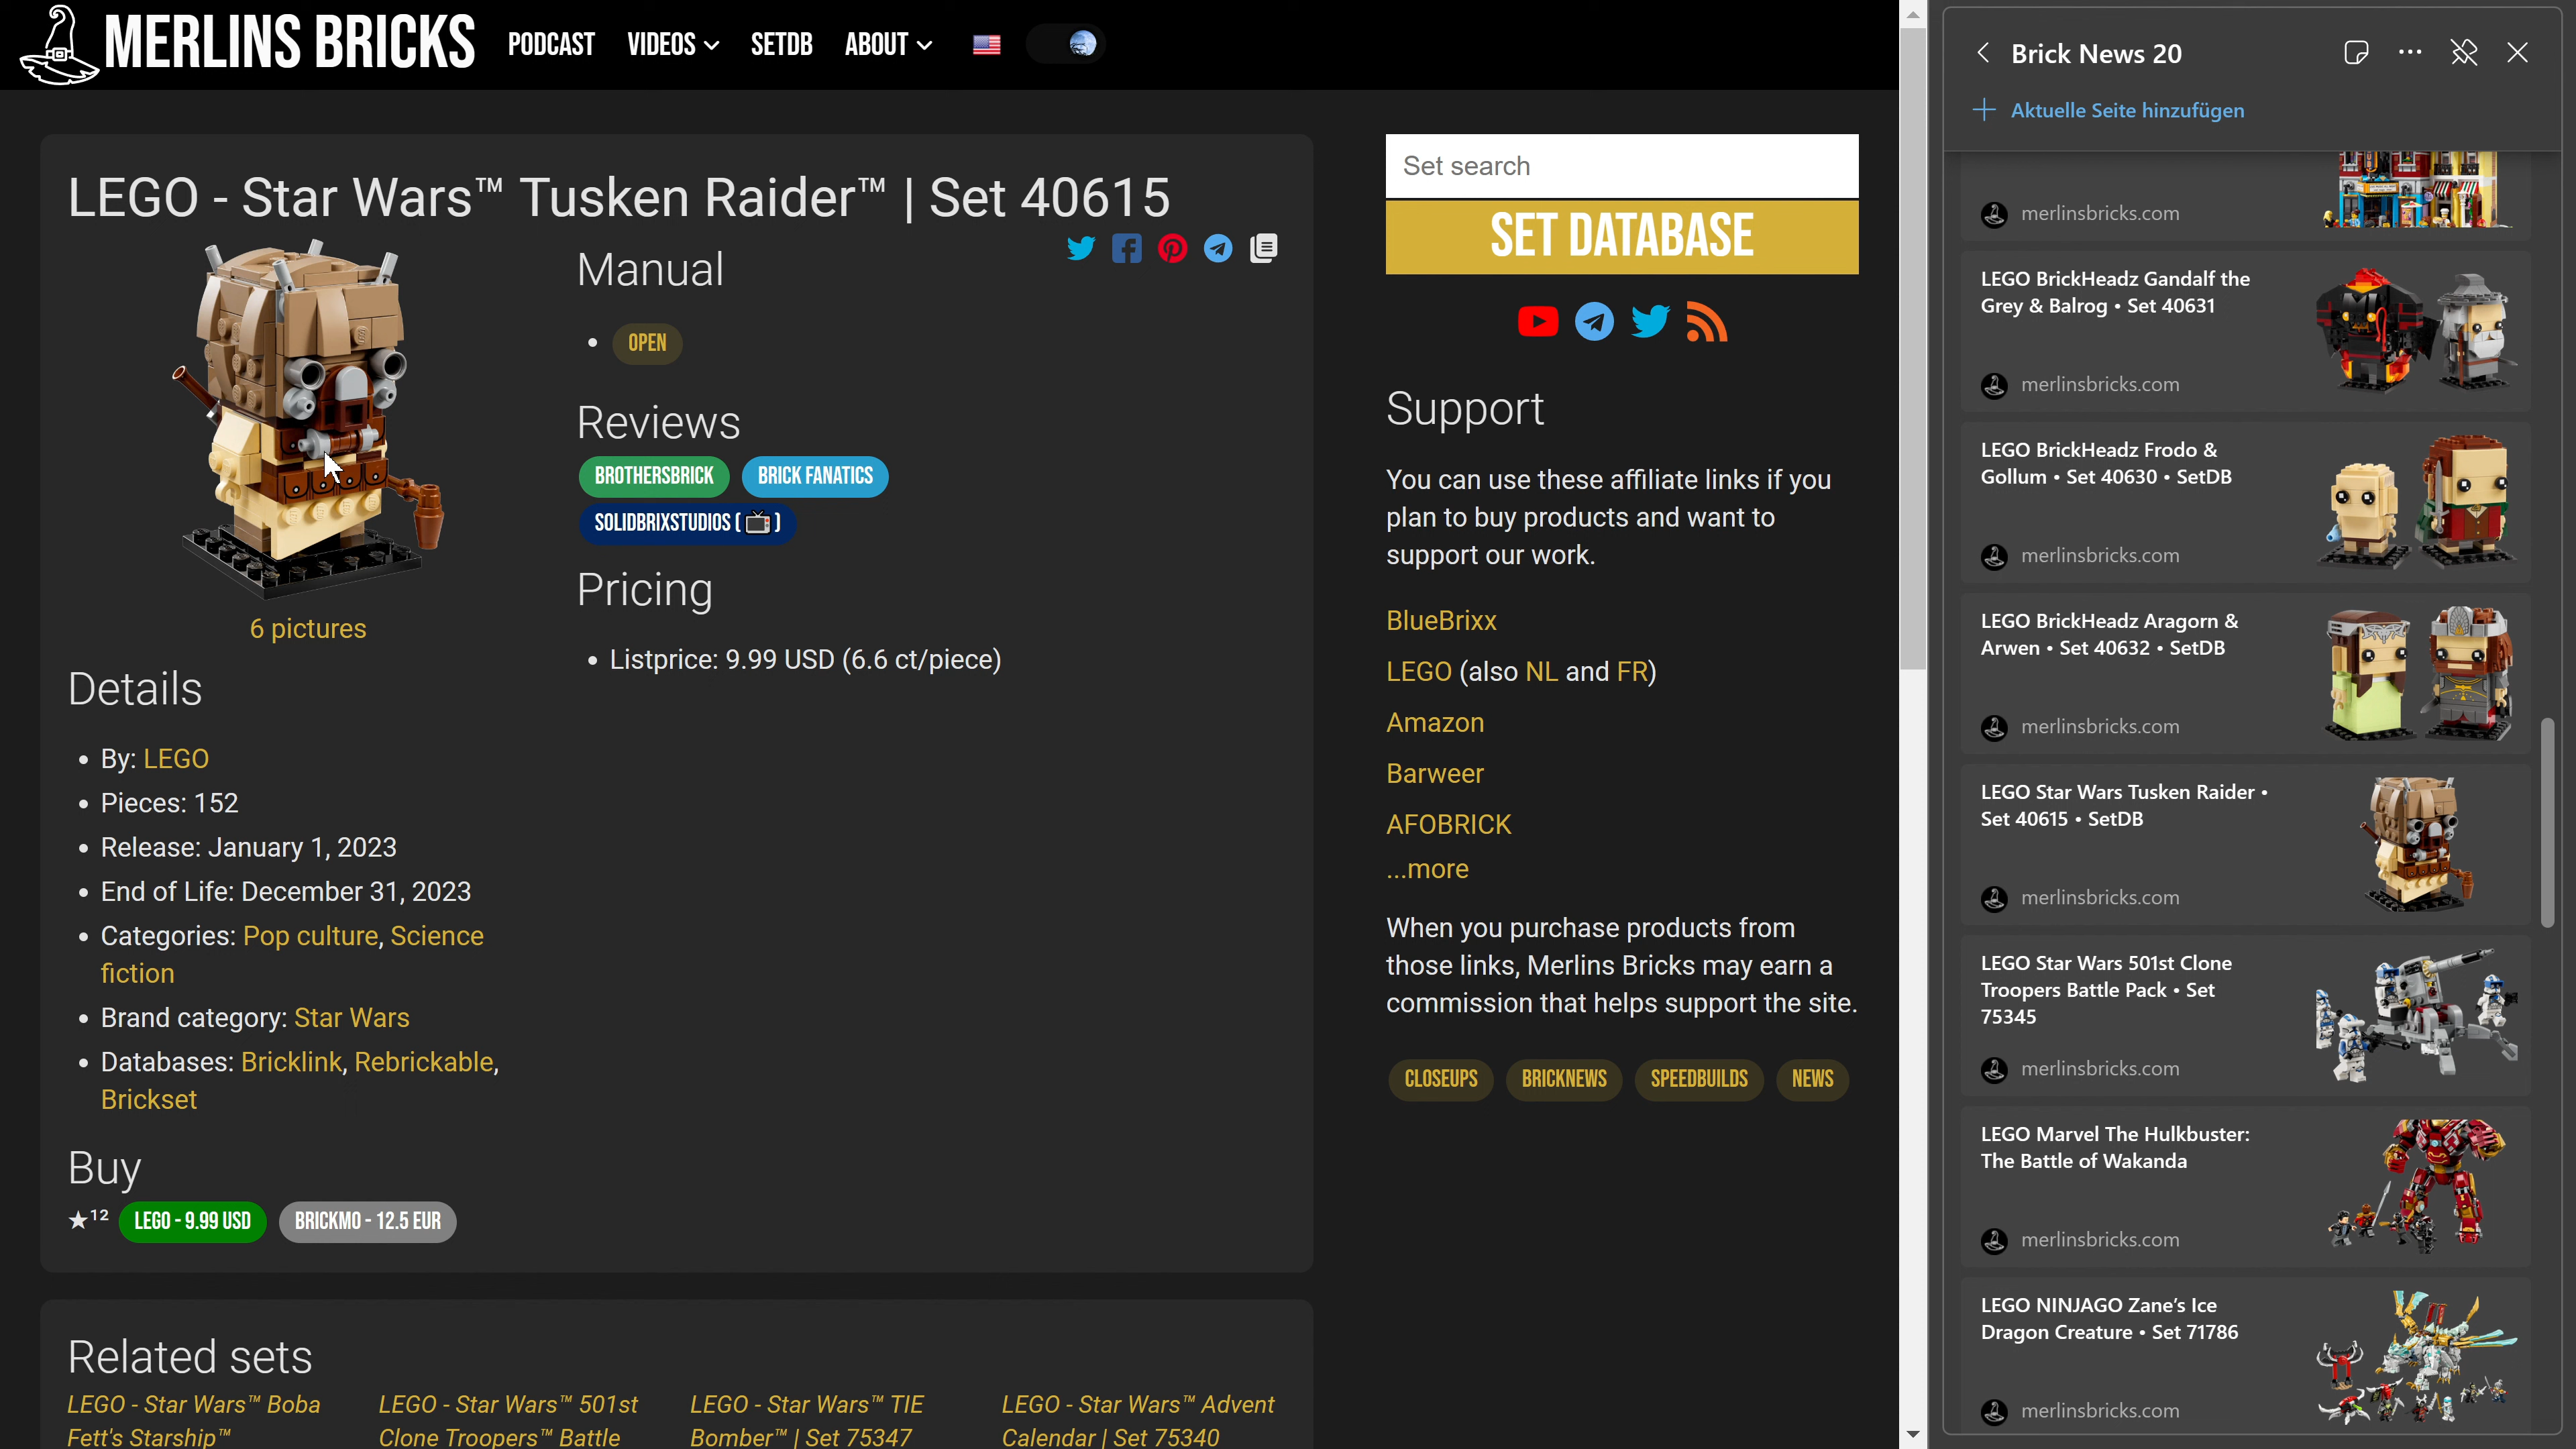 MERLINS BRICKS
PODCAST VIDEOS SETDB ABOUT
LEGO - Star Wars™ Tusken Raider™ | Set 40615
6 pictures
Manual
• OPEN
Reviews
BROTHERSBRICK BRICK FANATICS
SOLIDBRIXSTUDIOS ( )
Pricing
• Listprice: 9.99 USD (6.6 ct/piece)
Details
• By: LEGO
• Pieces: 152
• Release: January 1, 2023
• End of Life: December 31, 2023
• Categories: Pop culture, Science
fiction
• Brand category: Star Wars
• Databases: Bricklink, Rebrickable,
Brickset
Buy
★12 LEGO - 9.99 USD BRICKMO - 12.5 EUR
Related sets
LEGO - Star Wars™ Boba
Fett's Starship™
LEGO - Star Wars™ 501st
Clone Troopers™ Battle
LEGO - Star Wars™ TIE
Bomber™ | Set 75347
LEGO - Star Wars™ Advent
Calendar | Set 75340
Set search
SET DATABASE
Support
You can use these affiliate links if you
plan to buy products and want to
support our work.
BlueBrixx
LEGO (also NL and FR)
Amazon
Barweer
AFOBRICK
...more
When you purchase products from
those links, Merlins Bricks may earn a
commission that helps support the site.
CLOSEUPS BRICKNEWS SPEEDBUILDS NEWS
Brick News 20
Aktuelle Seite hinzufügen
merlinsbricks.com
LEGO BrickHeadz Gandalf the
Grey & Balrog • Set 40631
merlinsbricks.com
LEGO BrickHeadz Frodo &
Gollum • Set 40630 • SetDB
merlinsbricks.com
LEGO BrickHeadz Aragorn &
Arwen • Set 40632 • SetDB
merlinsbricks.com
LEGO Star Wars Tusken Raider •
Set 40615 • SetDB
merlinsbricks.com
LEGO Star Wars 501st Clone
Troopers Battle Pack • Set
75345
merlinsbricks.com
LEGO Marvel The Hulkbuster:
The Battle of Wakanda
merlinsbricks.com
LEGO NINJAGO Zane’s Ice
Dragon Creature • Set 71786
merlinsbricks.com